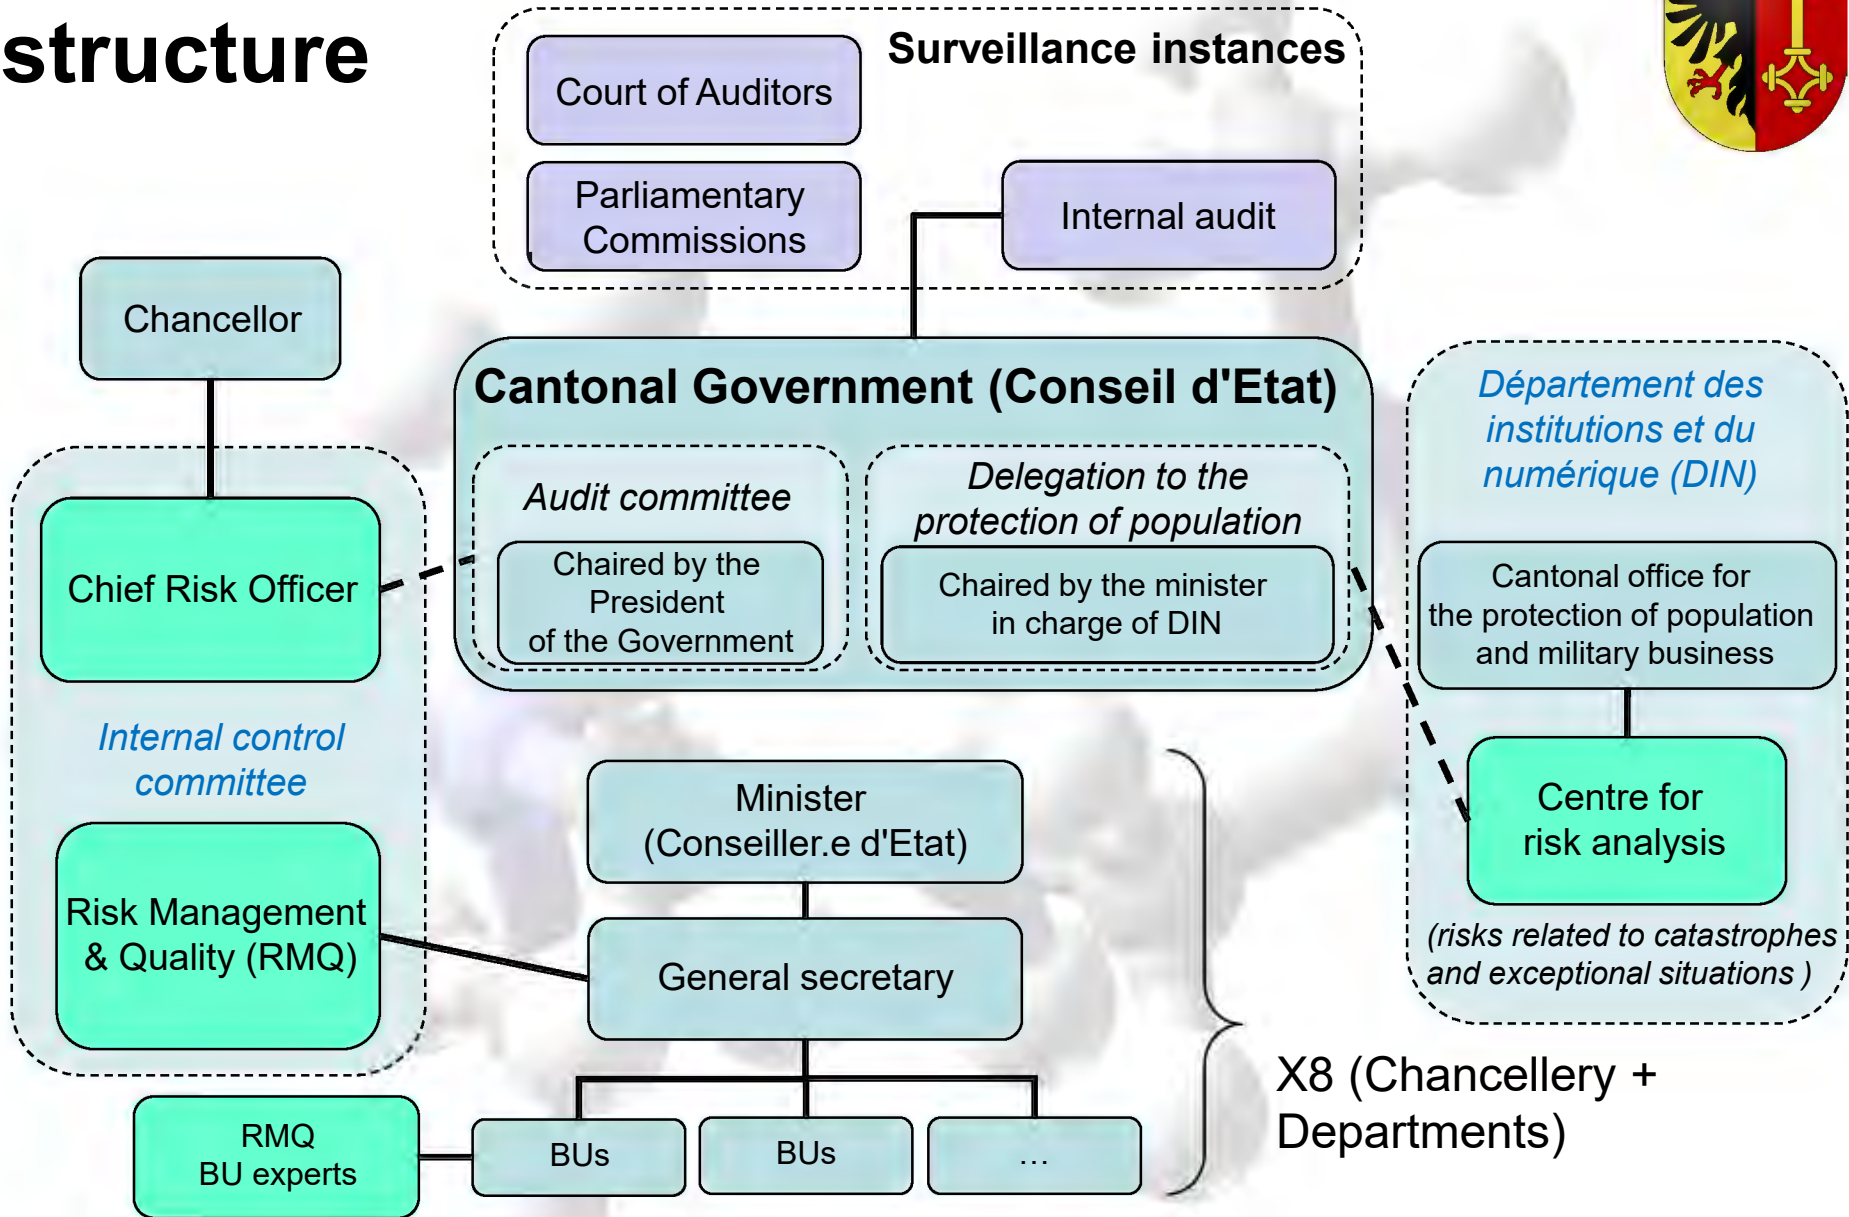 structure
Surveillance instances
Court of Auditors
Parliamentary
Commissions
Internal audit
Chancellor
Cantonal Government (Conseil d'Etat)
Audit committee
Chaired by the
President
of the Government
Delegation to the
protection of population
Chaired by the minister
in charge of DIN
Département des
institutions et du
numérique (DIN)
Cantonal office for
the protection of population
and military business
Centre for
risk analysis
(risks related to catastrophes
and exceptional situations )
Chief Risk Officer
Internal control
committee
Risk Management
& Quality (RMQ)
Minister
(Conseiller.e d'Etat)
General secretary
RMQ
BU experts
BUs
BUs
...
X8 (Chancellery +
Departments)